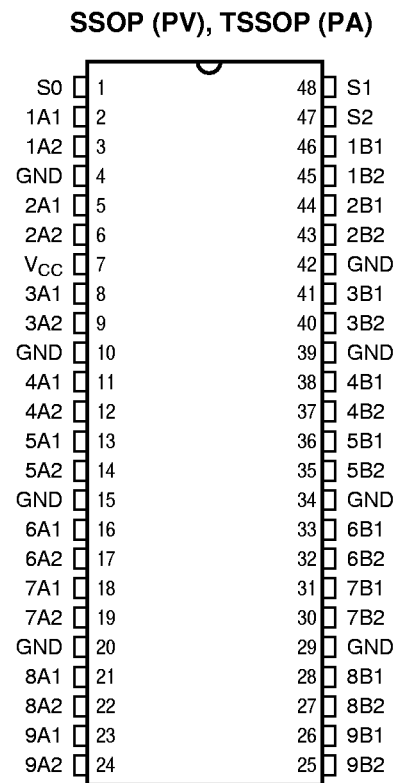 SSOP (PV), TSSOP (PA)
S0 1 48 S1
1A1 2 47 S2
1A2 3 46 1B1
GND 4 45 1B2
2A1 5 44 2B1
2A2 6 43 2B2
VCC 7 42 GND
3A1 8 41 3B1
3A2 9 40 3B2
GND 10 39 GND
4A1 11 38 4B1
4A2 12 37 4B2
5A1 13 36 5B1
5A2 14 35 5B2
GND 15 34 GND
6A1 16 33 6B1
6A2 17 32 6B2
7A1 18 31 7B1
7A2 19 30 7B2
GND 20 29 GND
8A1 21 28 8B1
8A2 22 27 8B2
9A1 23 26 9B1
9A2 24 25 9B2